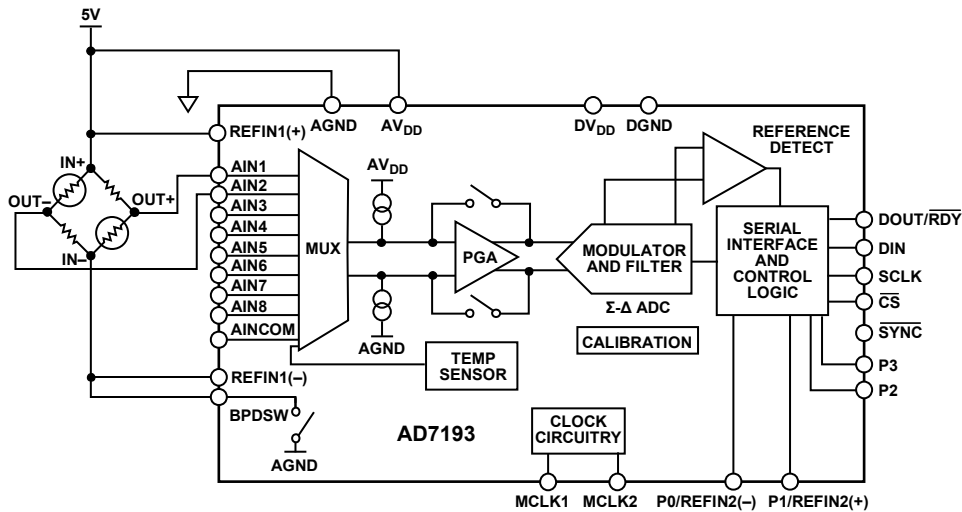 5V
AGND
AVDD
DVDD
DGND
REFIN1(+)
REFERENCE
DETECT
IN+
OUT–
OUT+
IN–
AIN1
AIN2
AIN3
AIN4
AIN5
AIN6
AIN7
AIN8
AINCOM
MUX
AVDD
AGND
PGA
MODULATOR
AND FILTER
Σ-Δ ADC
CALIBRATION
SERIAL
INTERFACE
AND
CONTROL
LOGIC
DOUT/RDY
DIN
SCLK
CS
SYNC
P3
P2
TEMP
SENSOR
REFIN1(–)
BPDSW
AGND
AD7193
CLOCK
CIRCUITRY
MCLK1
MCLK2
P0/REFIN2(–)
P1/REFIN2(+)